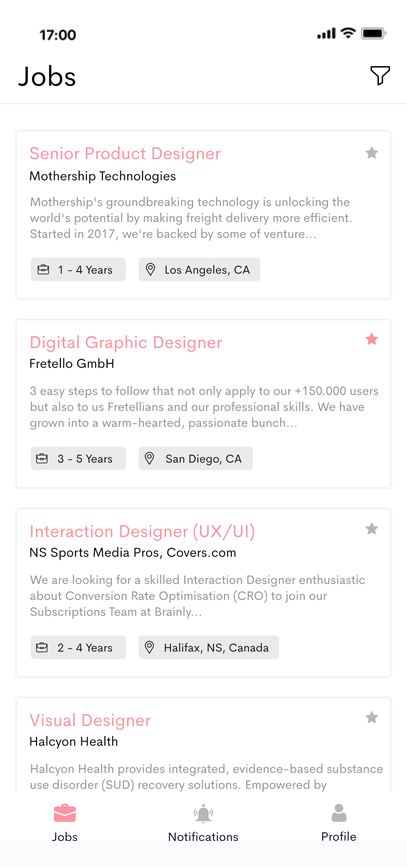 17:00
Jobs
Senior Product Designer
Mothership Technologies
Mothership's groundbreaking technology is unlocking the
world's potential by making freight delivery more efficient.
Started in 2017, we're backed by some of venture...
1 - 4 Years
Los Angeles, CA
Digital Graphic Designer
Fretello GmbH
3 easy steps to follow that not only apply to our +150.000 users
but also to us Fretellians and our professional skills. We have
grown into a warm-hearted, passionate bunch...
3 - 5 Years
San Diego, CA
Interaction Designer (UX/UI)
NS Sports Media Pros, Covers.com
We are looking for a skilled Interaction Designer enthusiastic
about Conversion Rate Optimisation (CRO) to join our
Subscriptions Team at Brainly...
2 - 4 Years
Halifax, NS, Canada
Visual Designer
Halcyon Health
Halcyon Health provides integrated, evidence-based substance
use disorder (SUD) recovery solutions. Empowered by
Jobs
Notifications
Profile